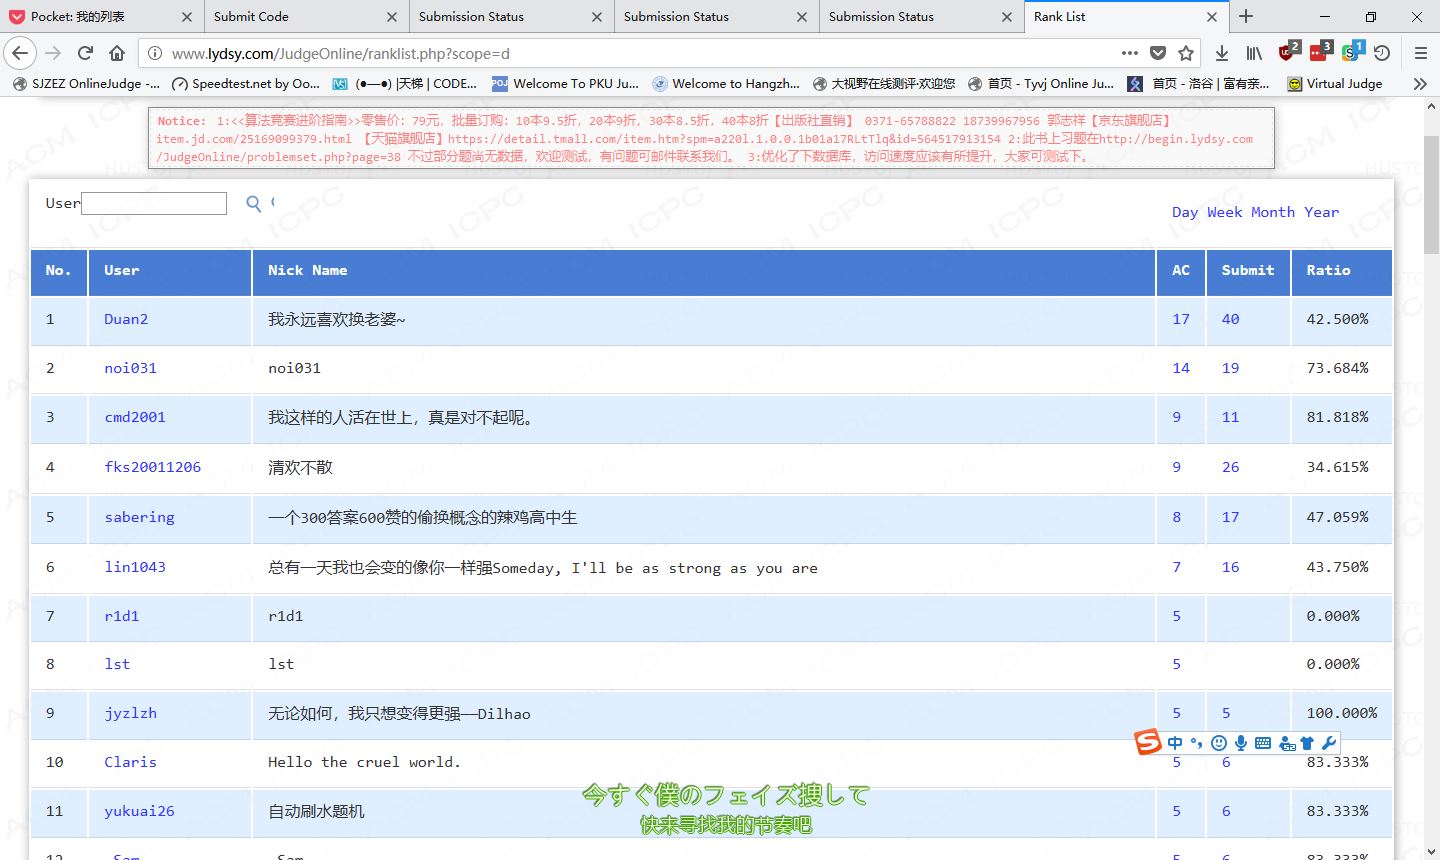 Pocket: 我的列表 Submit Code Submission Status Submission Status Submission Status Rank List
www.lydsy.com/JudgeOnline/ranklist.php?scope=d 2 3 1
SJZEZ OnlineJudge -... Speedtest.net by Oo... (●—●) |天梯 | CODE... Welcome To PKU Ju... Welcome to Hangzh... 大视野在线测评·欢迎您 首页 - Tyvj Online Ju... 首页 - 洛谷 | 富有亲... Virtual Judge
Notice: 1:<<算法竞赛进阶指南>>零售价：79元，批量订购：10本9.5折，20本9折，30本8.5折，40本8折【出版社直销】 0371-65788822 18739967956 郭志祥【京东旗舰店】
item.jd.com/25169099379.html 【天猫旗舰店】https://detail.tmall.com/item.htm?spm=a220l.1.0.0.1b01a17RLtTlq&id=564517913154 2:此书上习题在http://begin.lydsy.com
/JudgeOnline/problemset.php?page=38 不过部分题尚无数据，欢迎测试，有问题可邮件联系我们。 3:优化了下数据库，访问速度应该有所提升，大家可测试下。
User
Day Week Month Year
No. User Nick Name AC Submit Ratio
1 Duan2 我永远喜欢换老婆~ 17 40 42.500%
2 noi031 noi031 14 19 73.684%
3 cmd2001 我这样的人活在世上，真是对不起呢。 9 11 81.818%
4 fks20011206 清欢不散 9 26 34.615%
5 sabering 一个300答案600赞的偷换概念的辣鸡高中生 8 17 47.059%
6 lin1043 总有一天我也会变的像你一样强Someday, I'll be as strong as you are 7 16 43.750%
7 r1d1 r1d1 5 0.000%
8 lst lst 5 0.000%
9 jyzlzh 无论如何，我只想变得更强——Dilhao 5 5 100.000%
中
10 Claris Hello the cruel world. 5 6 83.333%
今すぐ僕のフェイズ捜して
11 yukuai26 自动刷水题机 5 6 83.333%
快来寻找我的节奏吧
12 Sam Sam 5 6 83.333%